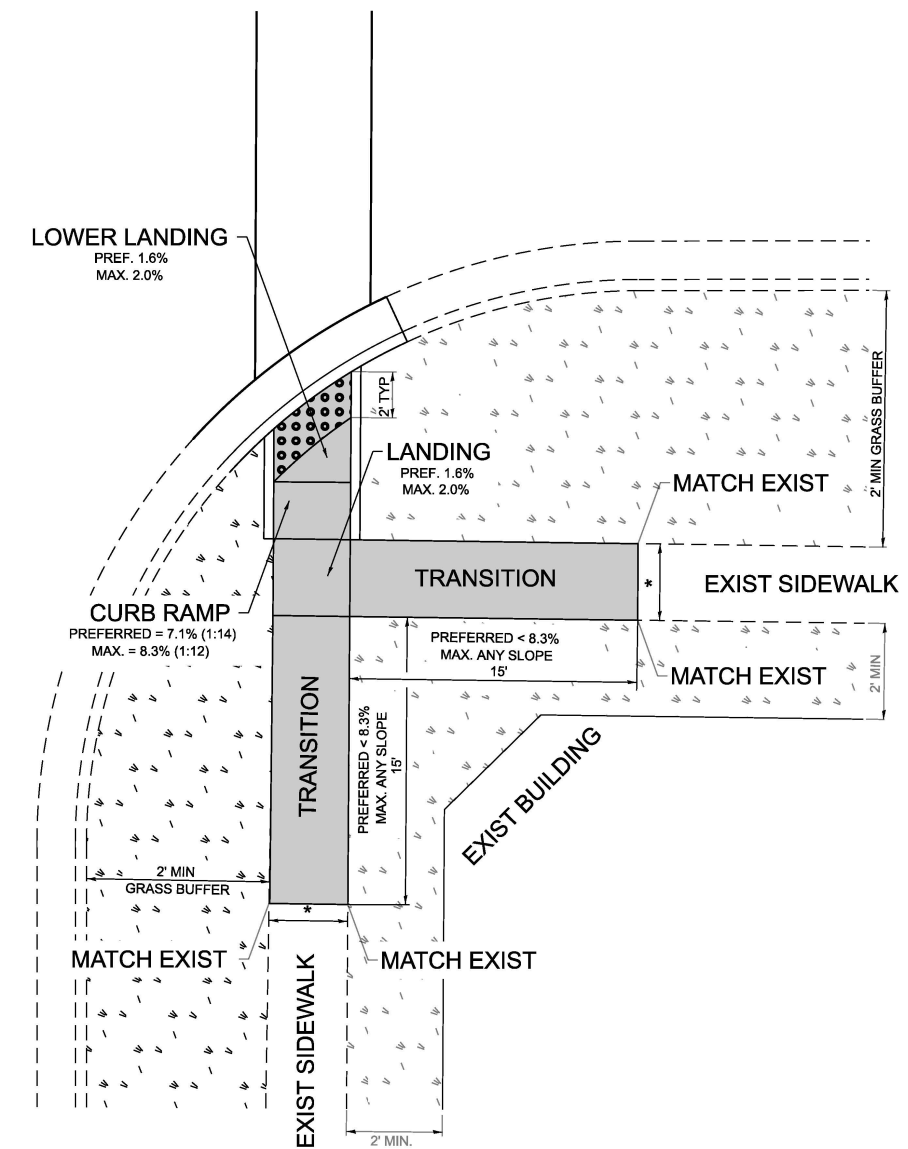 LOWER LANDING
PREF. 1.6%
MAX. 2.0%
2' TYP
LANDING
PREF. 1.6%
MAX. 2.0%
2' MIN GRASS BUFFER
MATCH EXIST
TRANSITION
*
EXIST SIDEWALK
CURB RAMP
PREFERRED = 7.1% (1:14)
MAX. = 8.3% (1:12)
PREFERRED < 8.3%
MAX. ANY SLOPE
15'
MATCH EXIST
2' MIN
TRANSITION
PREFERRED < 8.3%
MAX. ANY SLOPE
15'
EXIST BUILDING
2' MIN
GRASS BUFFER
*
MATCH EXIST
MATCH EXIST
EXIST SIDEWALK
2' MIN.